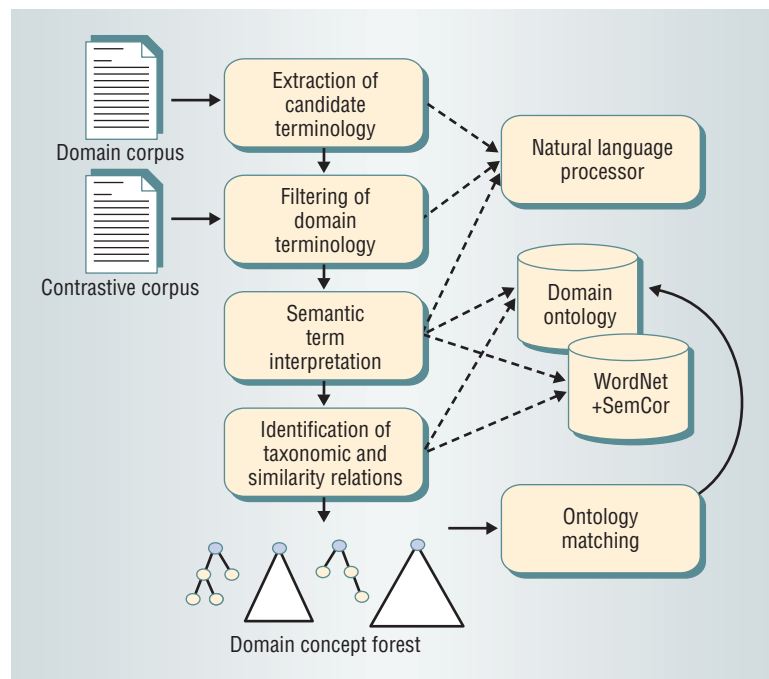 Domain corpus
Contrastive corpus
Extraction of
candidate
terminology
Filtering of
domain
terminology
Semantic
term
interpretation
Identification of
taxonomic and
similarity relations
Natural language
processor
Domain
ontology
WordNet
+SemCor
Ontology
matching
Domain concept forest